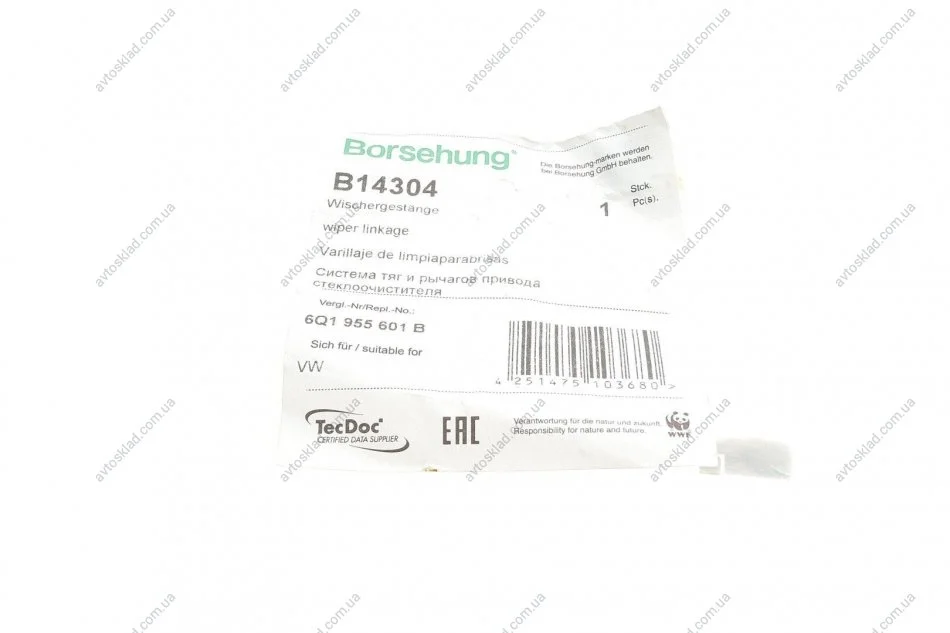 Borsehung®
Die Borsehung-marken werden
bei Borsehung GmbH behalten.
B14304
Stck.
1 Pc(s).
Wischergestänge
wiper linkage
Varillaje de limpiaparabrisas
Система тяг и рычагов привода
стеклоочистителя
Vergl.-Nr/Repl.-No.:
6Q1 955 601 B
Sich für / suitable for
VW
4 251475 103680 >
TecDoc®
CERTIFIED DATA SUPPLIER
EAC
Verantwortung für die natur und zukunft.
Responsibility for nature and future.
WWF
avtosklad.com.ua